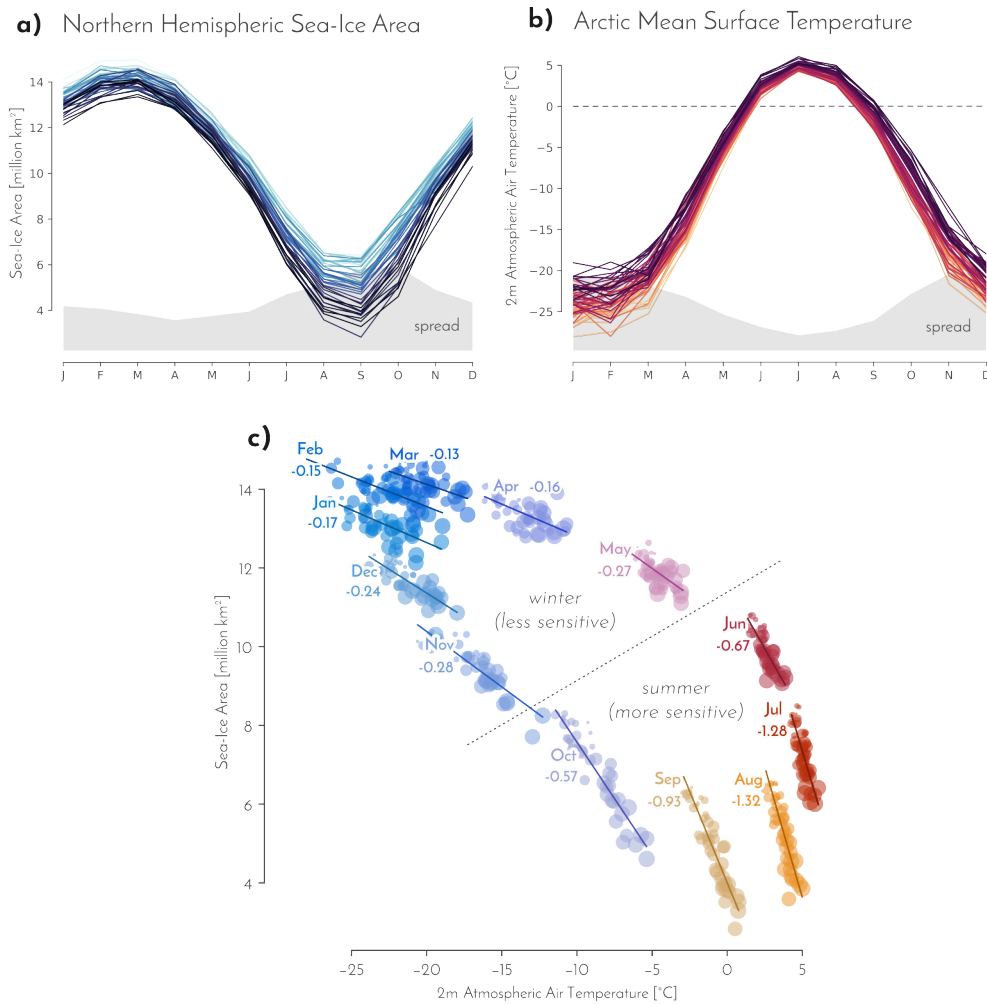 a) Northern Hemispheric Sea-Ice Area
Sea-Ice Area [million km²]
14
12
10
8
6
4
spread
J F M A M J J A S O N D
b) Arctic Mean Surface Temperature
2m Atmospheric Air Temperature [°C]
5
0
−5
−10
−15
−20
−25
spread
J F M A M J J A S O N D
c)
Sea-Ice Area [million km²]
14
12
10
8
6
4
Feb
-0.15
Mar -0.13
Jan
-0.17
Apr -0.16
May
-0.27
Dec
-0.24
winter
(less sensitive)
Nov
-0.28
Jun
-0.67
summer
(more sensitive)
Jul
-1.28
Oct
-0.57
Sep
-0.93
Aug
-1.32
−25 −20 −15 −10 −5 0 5
2m Atmospheric Air Temperature [°C]